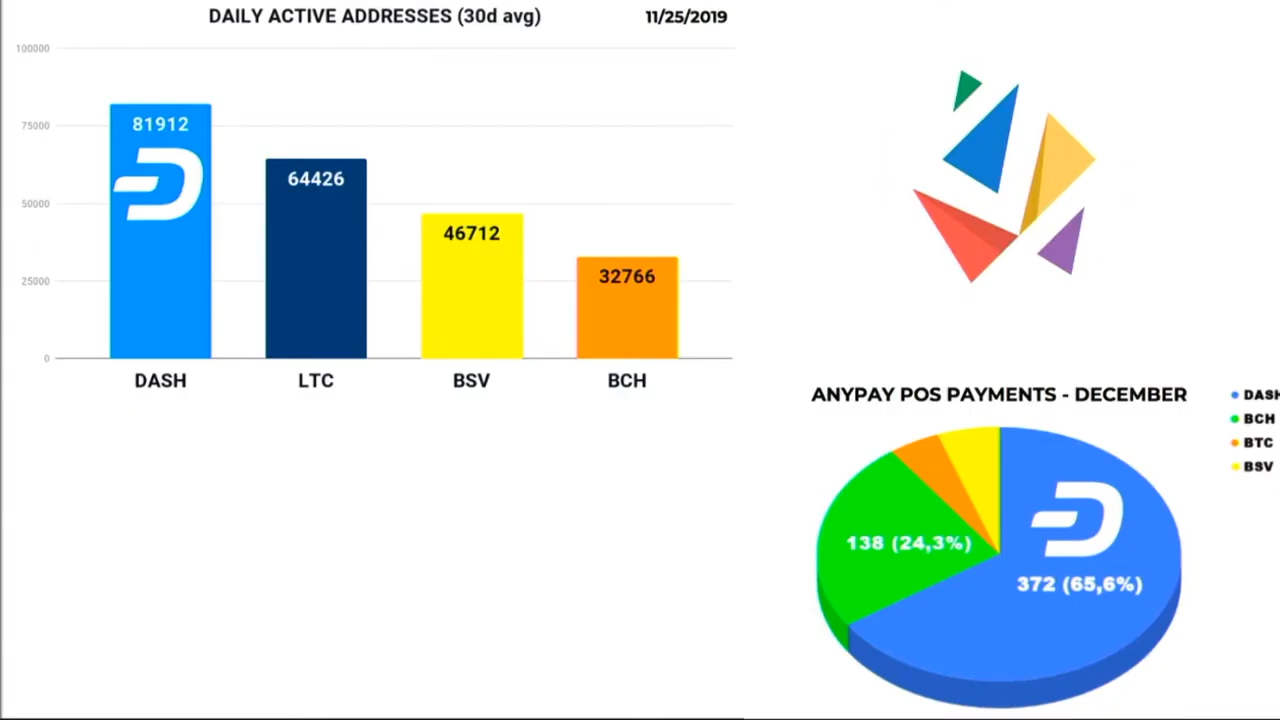 DAILY ACTIVE ADDRESSES (30d avg)
11/25/2019
100000
75000
50000
25000
0
81912
64426
46712
32766
DASH
LTC
BSV
BCH
ANYPAY POS PAYMENTS - DECEMBER
DASH
BCH
BTC
BSV
138 (24,3%)
372 (65,6%)